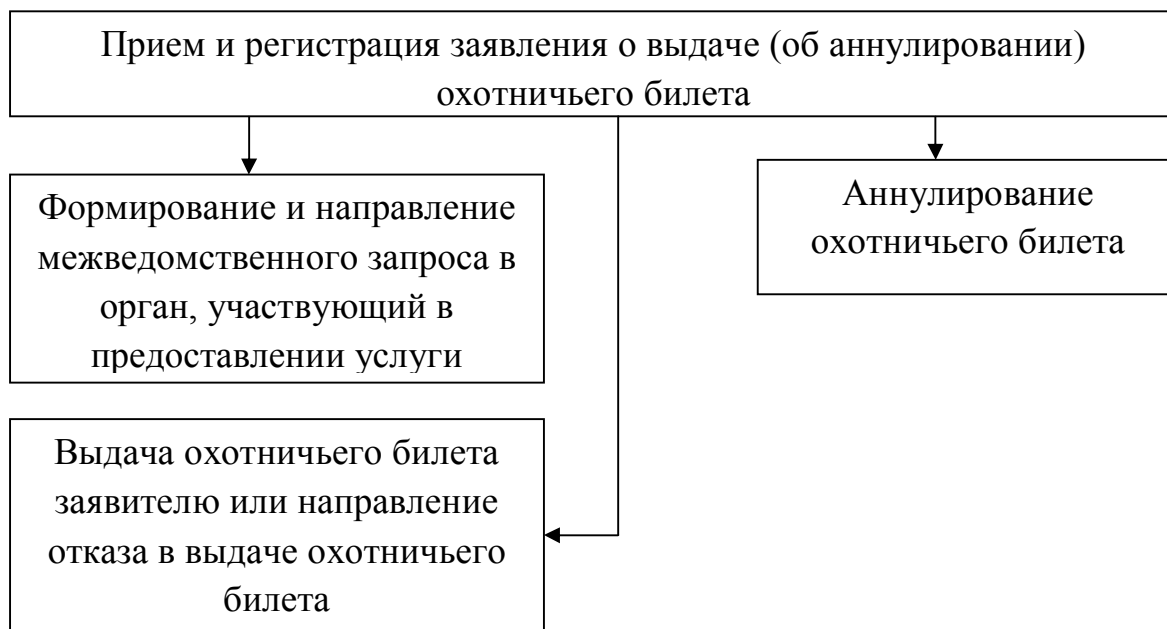 Прием и регистрация заявления о выдаче (об аннулировании)
охотничьего билета
Формирование и направление
межведомственного запроса в
орган, участвующий в
предоставлении услуги
Аннулирование
охотничьего билета
Выдача охотничьего билета
заявителю или направление
отказа в выдаче охотничьего
билета